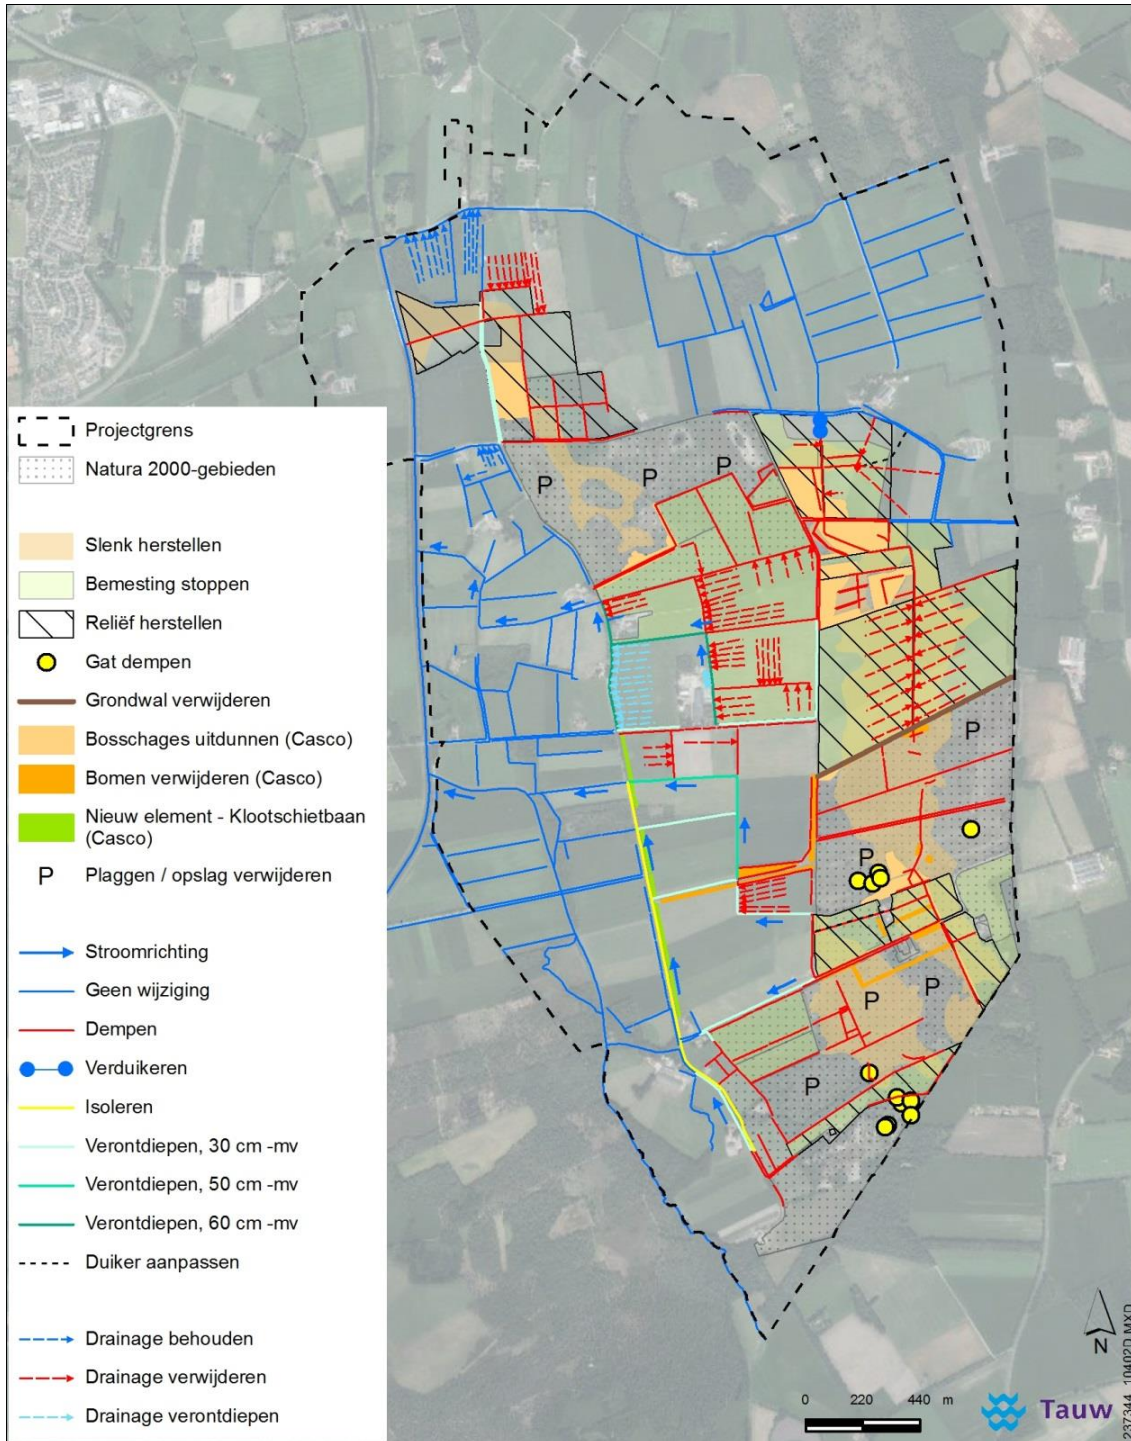 P
P
P
Projectgrens
Natura 2000-gebieden
Slenk herstellen
Bemesting stoppen
Reliëf herstellen
Gat dempen
Grondwal verwijderen
Bosschages uitdunnen (Casco)
Bomen verwijderen (Casco)
Nieuw element - Klootschietbaan
(Casco)
P Plaggen / opslag verwijderen
Stroomrichting
Geen wijziging
Dempen
Verduikeren
Isoleren
Verontdiepen, 30 cm -mv
Verontdiepen, 50 cm -mv
Verontdiepen, 60 cm -mv
Duiker aanpassen
Drainage behouden
Drainage verwijderen
Drainage verontdiepen
P
P
P
P
P
N
0 220 440 m
Tauw
237344_10402D.MXD